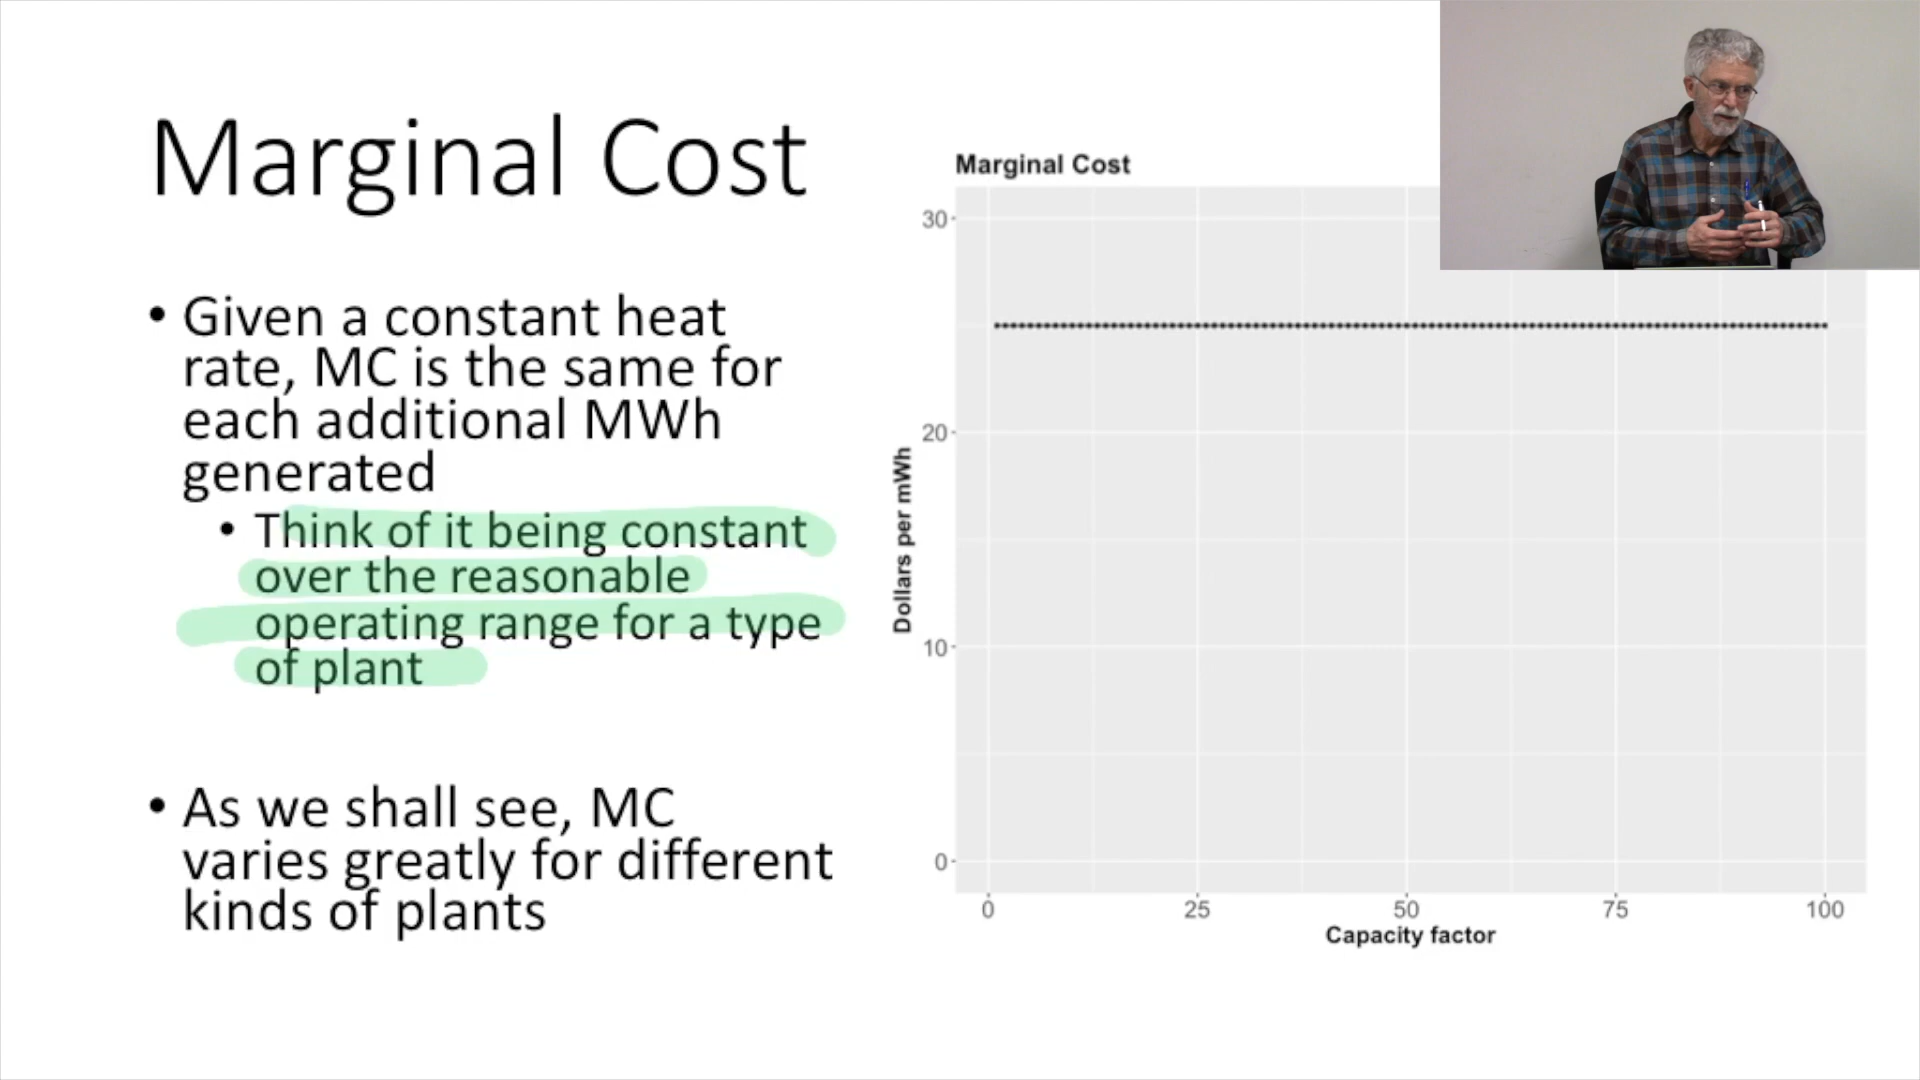 Marginal Cost
• Given a constant heat
rate, MC is the same for
each additional MWh
generated
• Think of it being constant
over the reasonable
operating range for a type
of plant
• As we shall see, MC
varies greatly for different
kinds of plants
Marginal Cost
30
20
10
0
Dollars per mWh
0 25 50 75 100
Capacity factor